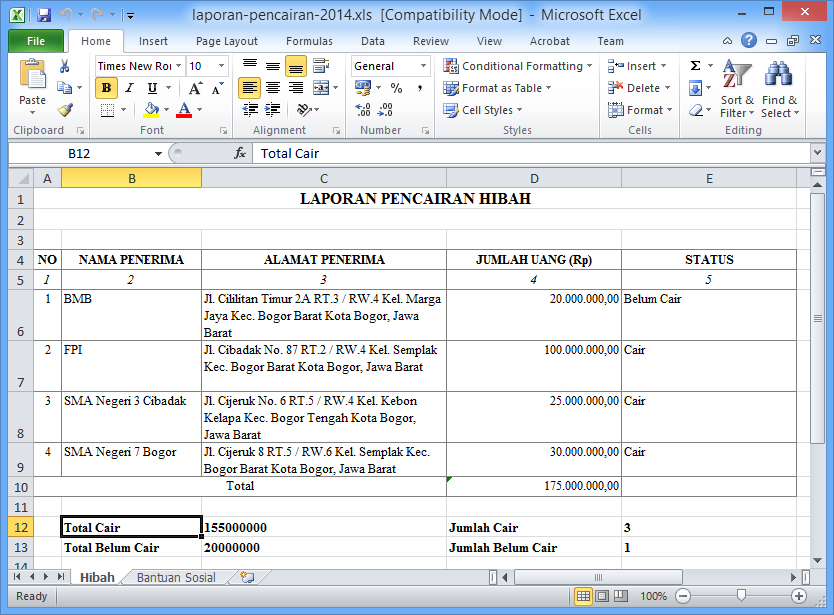 laporan-pencairan-2014.xls [Compatibility Mode] - Microsoft Excel
File Home Insert Page Layout Formulas Data Review View Acrobat Team
Times New Roi 10 General Conditional Formatting Insert Σ
Paste B I U A A % , Format as Table Delete Sort & Find &
A Cell Styles Format Filter Select
Clipboard Font Alignment Number Styles Cells Editing
B12 fx Total Cair
A B C D E
1 LAPORAN PENCAIRAN HIBAH
2
3
4 NO NAMA PENERIMA ALAMAT PENERIMA JUMLAH UANG (Rp) STATUS
5 1 2 3 4 5
1 BMB Jl. Cililitan Timur 2A RT.3 / RW.4 Kel. Marga 20.000.000,00 Belum Cair
Jaya Kec. Bogor Barat Kota Bogor, Jawa
6 Barat
2 FPI Jl. Cibadak No. 87 RT.2 / RW.4 Kel. Semplak 100.000.000,00 Cair
Kec. Bogor Barat Kota Bogor, Jawa Barat
7
3 SMA Negeri 3 Cibadak Jl. Cijeruk No. 6 RT.5 / RW.4 Kel. Kebon 25.000.000,00 Cair
Kelapa Kec. Bogor Tengah Kota Bogor,
8 Jawa Barat
4 SMA Negeri 7 Bogor Jl. Cijeruk 8 RT.5 / RW.6 Kel. Semplak Kec. 30.000.000,00 Cair
9 Bogor Barat Kota Bogor, Jawa Barat
10 Total 175.000.000,00
11
12 Total Cair 155000000 Jumlah Cair 3
13 Total Belum Cair 20000000 Jumlah Belum Cair 1
14
Hibah Bantuan Sosial
Ready 100%